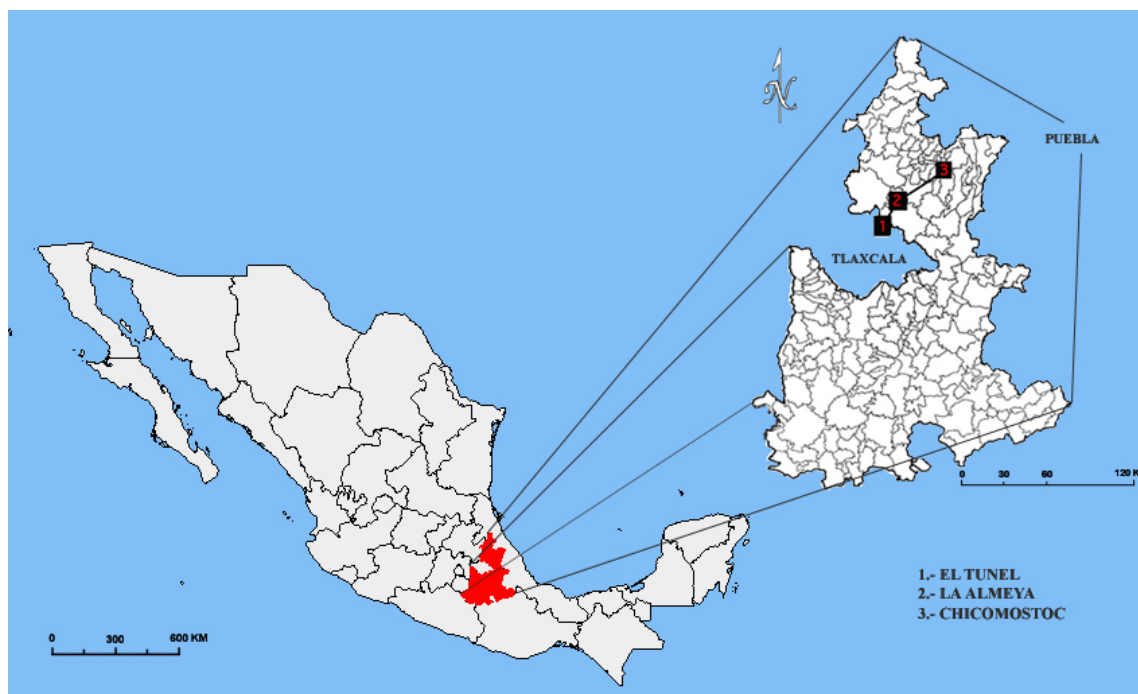 N
PUEBLA
3
2
1
TLAXCALA
0 30 60 120 K
1.- EL TUNEL
2.- LA ALMEYA
3.- CHICOMOSTOC
0 300 600 KM